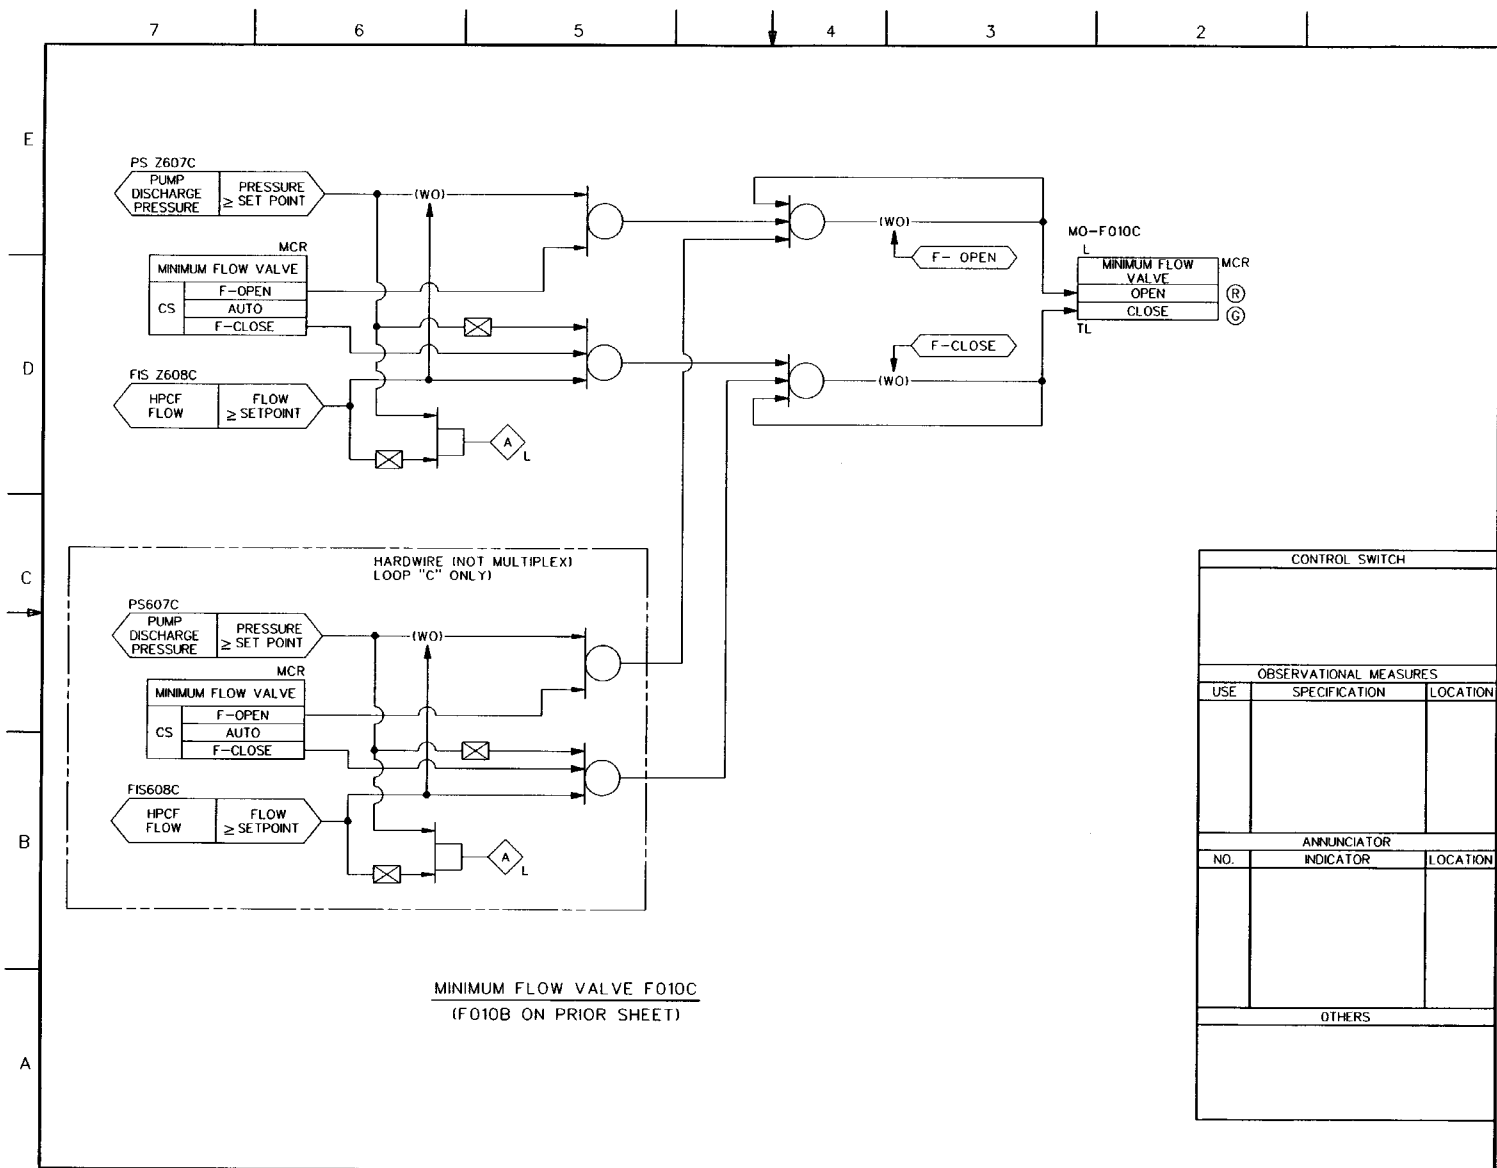 7 6 5 4 3 2
E
D
C
B
A
PS Z607C
PUMP
DISCHARGE
PRESSURE
PRESSURE
≥ SET POINT
MCR
MINIMUM FLOW VALVE
CS
F-OPEN
AUTO
F-CLOSE
FIS Z608C
HPCF
FLOW
FLOW
≥ SETPOINT
(WO)
A
L
(WO)
F- OPEN
F-CLOSE
(WO)
MO-F010C
L
MINIMUM FLOW
VALVE
MCR
OPEN
R
CLOSE
G
TL
HARDWIRE (NOT MULTIPLEX)
LOOP "C" ONLY)
PS607C
PUMP
DISCHARGE
PRESSURE
PRESSURE
≥ SET POINT
(WO)
MCR
MINIMUM FLOW VALVE
CS
F-OPEN
AUTO
F-CLOSE
FIS608C
HPCF
FLOW
FLOW
≥ SETPOINT
A
L
MINIMUM FLOW VALVE F010C
(F010B ON PRIOR SHEET)
CONTROL SWITCH
OBSERVATIONAL MEASURES
USE SPECIFICATION LOCATION
ANNUNCIATOR
NO. INDICATOR LOCATION
OTHERS